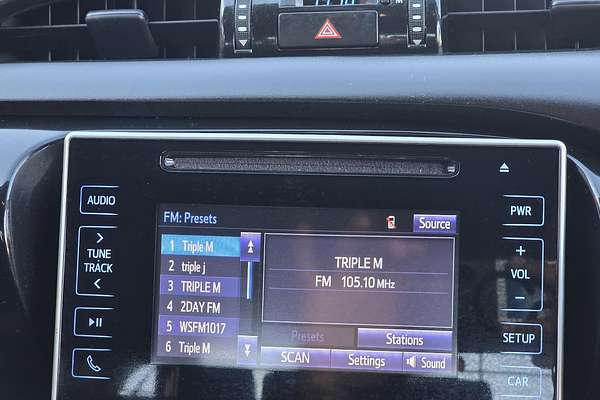 AUDIO
TUNE
TRACK
FM: Presets
Source
1 Triple M
2 triple j
3 TRIPLE M
4 2DAY FM
5 WSFM1017
6 Triple M
TRIPLE M
FM 105.10 MHz
Presets
Stations
SCAN
Settings
Sound
PWR
+
VOL
−
SETUP
CAR